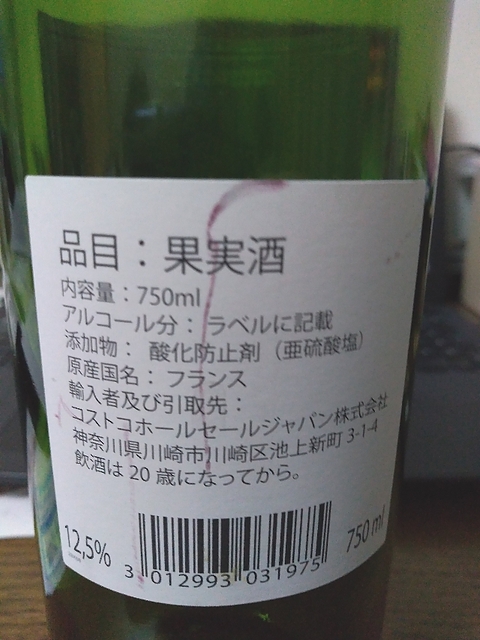 品目：果実酒
内容量：750ml
アルコール分：ラベルに記載
添加物： 酸化防止剤（亜硫酸塩）
原産国名：フランス
輸入者及び引取先：
コストコホールセールジャパン株式会社
神奈川県川崎市川崎区池上新町 3-1-4
飲酒は 20 歳になってから。
12,5%
750 ml
3 012993 031975